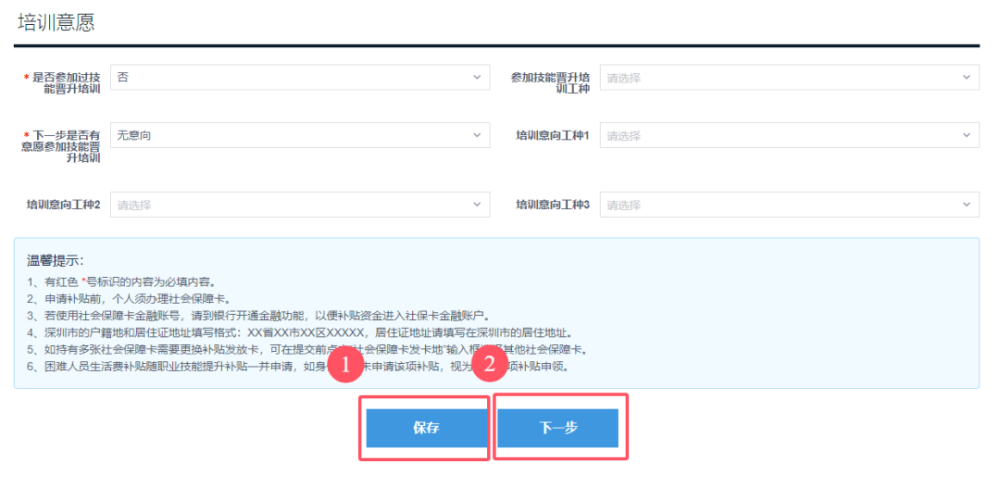 培训意愿
* 是否参加过技能晋升培训
否
参加技能晋升培训工种
请选择
* 下一步是否有意愿参加技能晋升培训
无意向
培训意向工种1
请选择
培训意向工种2
请选择
培训意向工种3
请选择
温馨提示：
1、有红色 *号标识的内容为必填内容。
2、申请补贴前，个人须办理社会保障卡。
3、若使用社会保障卡金融账号，请到银行开通金融功能，以便补贴资金进入社保卡金融账户。
4、深圳市的户籍地和居住证地址填写格式：XX省XX市XX区XXXXX，居住证地址请填写在深圳市的居住地址。
5、如持有多张社会保障卡需要更换补贴发放卡，可在提交前点 社会保障卡发卡地"输入框 其他社会保障卡。
6、困难人员生活费补贴随职业技能提升补贴一并申请，如身 未申请该项补贴，视为 项补贴申领。
1
2
保存
下一步